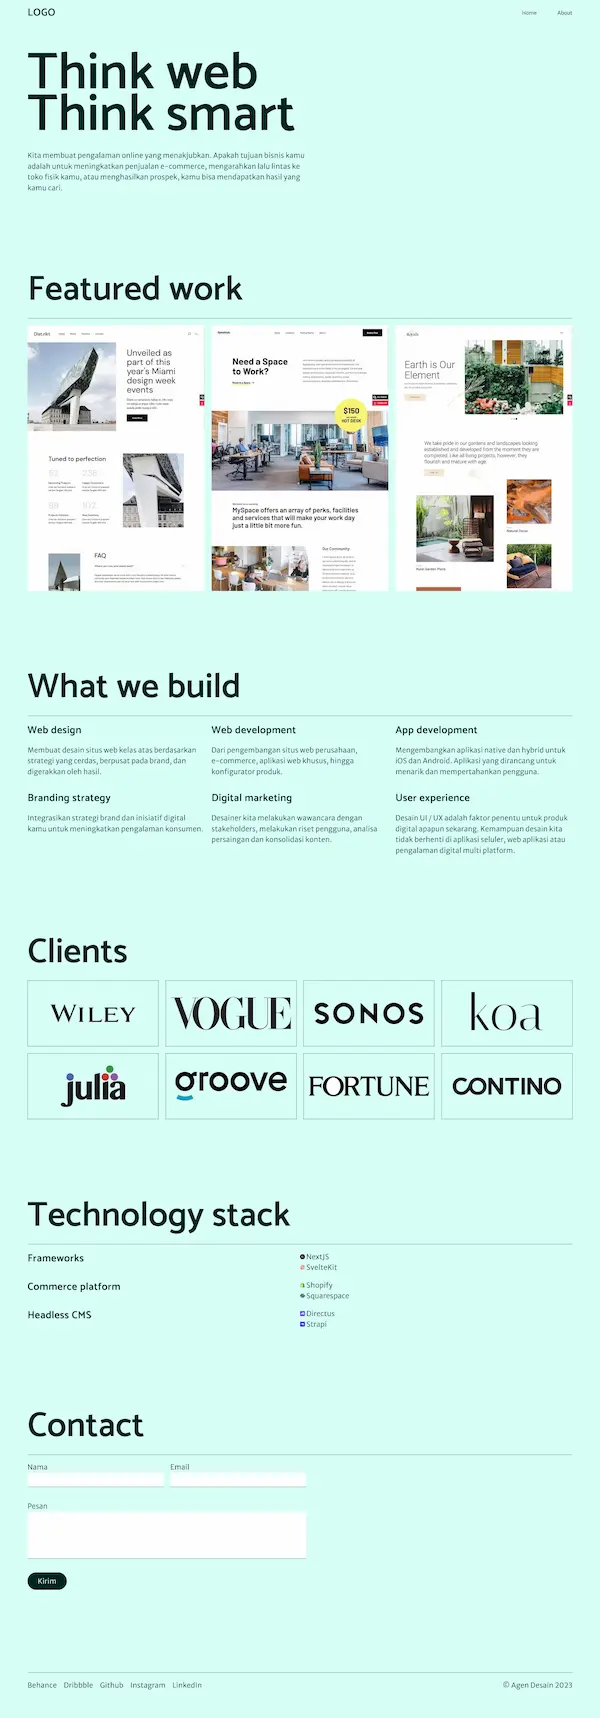 LOGO
Home About
Think web
Think smart
Kita membuat pengalaman online yang menakjubkan. Apakah tujuan bisnis kamu
adalah untuk meningkatkan penjualan e-commerce, mengarahkan lalu lintas ke
toko fisik kamu, atau menghasilkan prospek, kamu bisa mendapatkan hasil yang
kamu cari.
Featured work
Unveiled as
part of this
year's Miami
design week
events
Tuned to perfection
FAQ
Need a Space
to Work?
$150
HOT DESK
MySpace offers an array of perks, facilities
and services that will make your work day
just a little bit more fun.
Our Community
Earth is Our
Element
We take pride in our gardens and landscapes looking
established and developed from the moment they are
completed. Like all living projects, however, they
flourish and mature with age.
What we build
Web design
Membuat desain situs web kelas atas berdasarkan
strategi yang cerdas, berpusat pada brand, dan
digerakkan oleh hasil.
Web development
Dari pengembangan situs web perusahaan,
e-commerce, aplikasi web khusus, hingga
konfigurator produk.
App development
Mengembangkan aplikasi native dan hybrid untuk
iOS dan Android. Aplikasi yang dirancang untuk
menarik dan mempertahankan pengguna.
Branding strategy
Integrasikan strategi brand dan inisiatif digital
kamu untuk meningkatkan pengalaman konsumen.
Digital marketing
Desainer kita melakukan wawancara dengan
stakeholders, melakukan riset pengguna, analisa
persaingan dan konsolidasi konten.
User experience
Desain UI / UX adalah faktor penentu untuk produk
digital apapun sekarang. Kemampuan desain kita
tidak berhenti di aplikasi seluler, web aplikasi atau
pengalaman digital multi platform.
Clients
WILEY
VOGUE
SONOS
koa
julia
groove
FORTUNE
CONTINO
Technology stack
Frameworks
NextJS
SvelteKit
Commerce platform
Shopify
Squarespace
Headless CMS
Directus
Strapi
Contact
Nama
Email
Pesan
Kirim
Behance Dribbble Github Instagram LinkedIn
© Agen Desain 2023